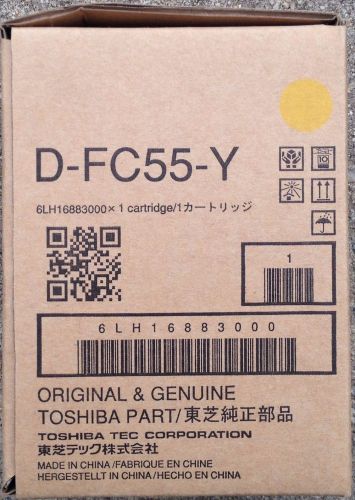 D-FC55-Y
6LH16883000×1 cartridge/1カートリッジ
1
6LH16883000
ORIGINAL & GENUINE
TOSHIBA PART/東芝純正部品
TOSHIBA TEC CORPORATION
東芝テック株式会社
MADE IN CHINA/FABRIQUE EN CHINE
HERGESTELLT IN CHINA/HECHO EN CHINA